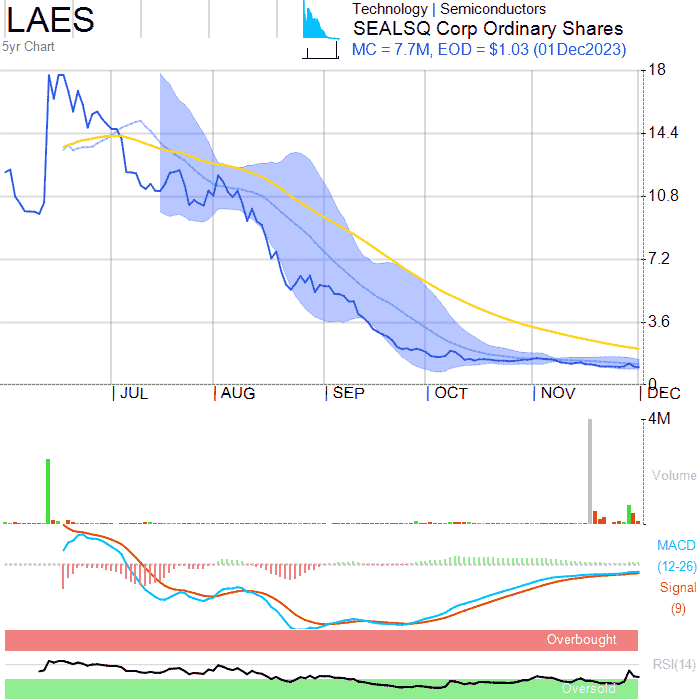 LAES
5yr Chart
Technology | Semiconductors
SEALSQ Corp Ordinary Shares
MC = 7.7M, EOD = $1.03 (01Dec2023)
18
14.4
10.8
7.2
3.6
0
JUL AUG SEP OCT NOV DEC
4M
Volume
MACD
(12-26)
Signal
(9)
Overbought
RSI(14)
Oversold